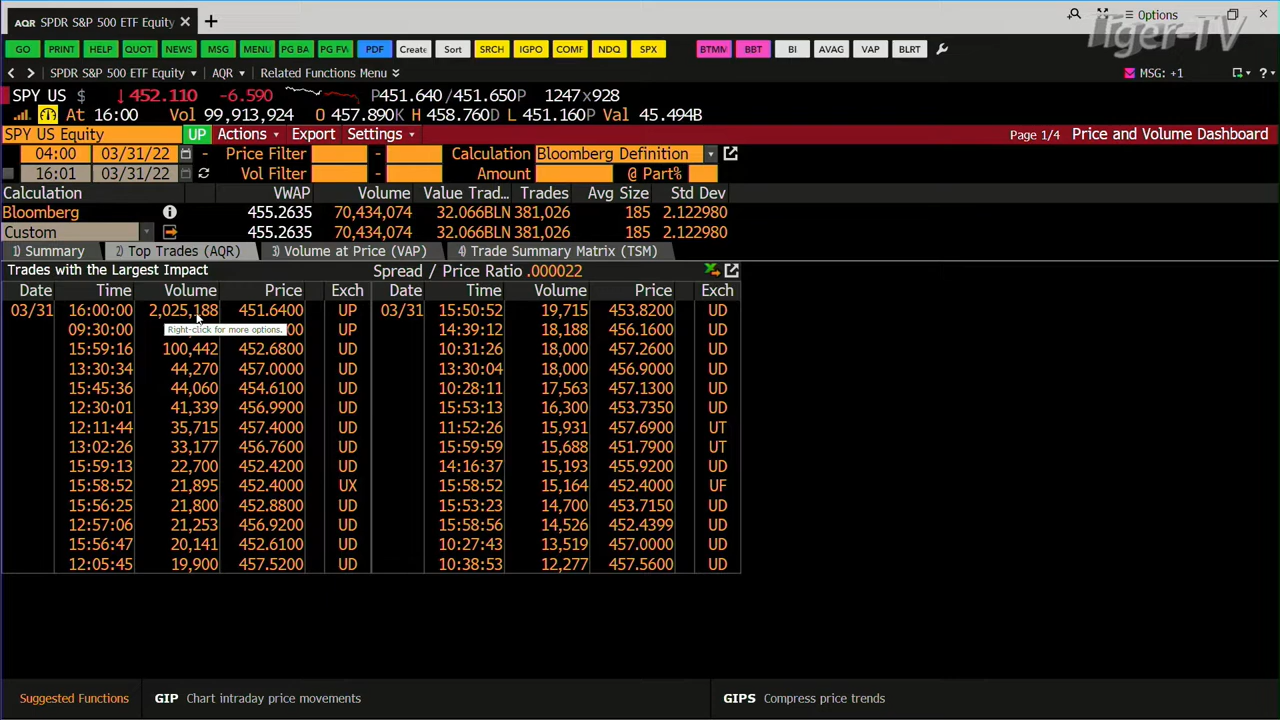 AQR SPDR S&P 500 ETF Equity × + Options
Tiger-TV
GO PRINT HELP QUOT NEWS MSG MENU PG BA PG FW PDF Create Sort SRCH IGPO COMF NDQ SPX BTMM BBT BI AVAG VAP BLRT
< > SPDR S&P 500 ETF Equity AQR Related Functions Menu MSG: +1 ?
SPY US $ ↓ 452.110 -6.590 P451.640/451.650P 1247x928
At 16:00 Vol 99,913,924 O 457.890K H 458.760D L 451.160P Val 45.494B
SPY US Equity UP Actions Export Settings Page 1/4 Price and Volume Dashboard
04:00 03/31/22 - Price Filter - Calculation Bloomberg Definition
16:01 03/31/22 Vol Filter - Amount @ Part%
Calculation VWAP Volume Value Trad... Trades Avg Size Std Dev
Bloomberg 455.2635 70,434,074 32.066BLN 381,026 185 2.122980
Custom 455.2635 70,434,074 32.066BLN 381,026 185 2.122980
1) Summary 2) Top Trades (AQR) 3) Volume at Price (VAP) 4) Trade Summary Matrix (TSM)
Trades with the Largest Impact Spread / Price Ratio .000022
Date Time Volume Price Exch Date Time Volume Price Exch
03/31 16:00:00 2,025,188 451.6400 UP 03/31 15:50:52 19,715 453.8200 UD
09:30:00 00 UP 14:39:12 18,188 456.1600 UD
Right-click for more options.
15:59:16 100,442 452.6800 UD 10:31:26 18,000 457.2600 UD
13:30:34 44,270 457.0000 UD 13:30:04 18,000 456.9000 UD
15:45:36 44,060 454.6100 UD 10:28:11 17,563 457.1300 UD
12:30:01 41,339 456.9900 UD 15:53:13 16,300 453.7350 UD
12:11:44 35,715 457.4000 UD 11:52:26 15,931 457.6900 UT
13:02:26 33,177 456.7600 UD 15:59:59 15,688 451.7900 UT
15:59:13 22,700 452.4200 UD 14:16:37 15,193 455.9200 UD
15:58:52 21,895 452.4000 UX 15:58:52 15,164 452.4000 UF
15:56:25 21,800 452.8800 UD 15:53:23 14,700 453.7150 UD
12:57:06 21,253 456.9200 UD 15:58:56 14,526 452.4399 UD
15:56:47 20,141 452.6100 UD 10:27:43 13,519 457.0000 UD
12:05:45 19,900 457.5200 UD 10:38:53 12,277 457.5600 UD
Suggested Functions GIP Chart intraday price movements GIPS Compress price trends